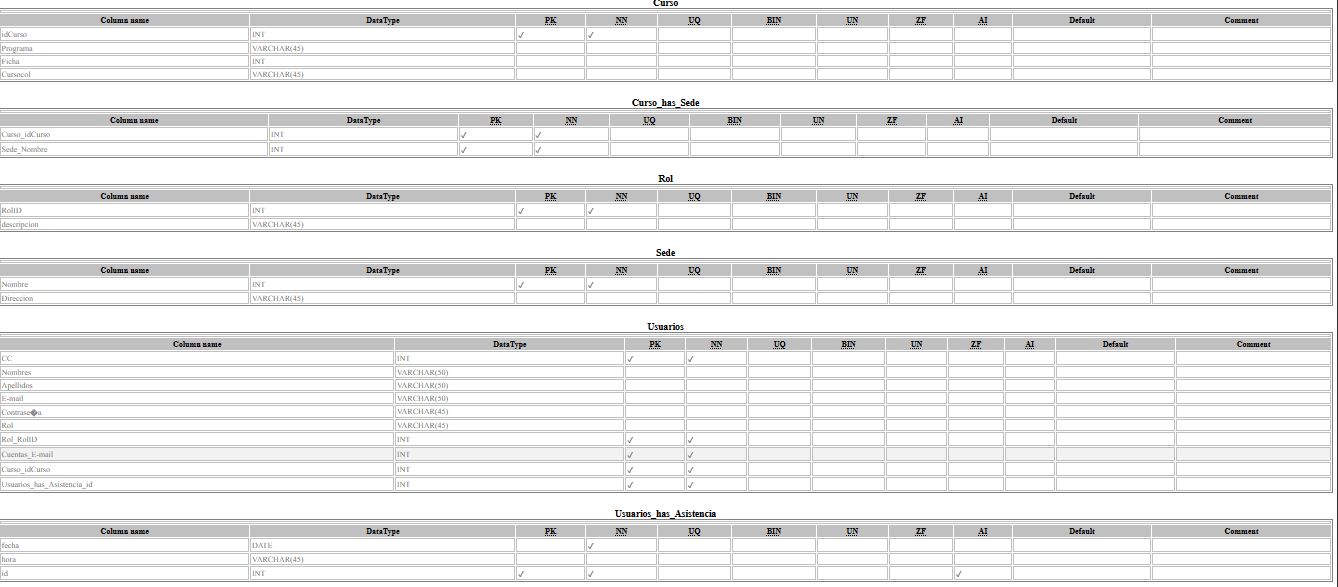 Curso
Column name DataType PK NN UQ BIN UN ZF AI Default Comment
idCurso INT ✓ ✓
Programa VARCHAR(45)
Ficha INT
Cursocol VARCHAR(45)
Curso_has_Sede
Column name DataType PK NN UQ BIN UN ZF AI Default Comment
Curso_idCurso INT ✓ ✓
Sede_Nombre INT ✓ ✓
Rol
Column name DataType PK NN UQ BIN UN ZF AI Default Comment
RolID INT ✓ ✓
descripcion VARCHAR(45)
Sede
Column name DataType PK NN UQ BIN UN ZF AI Default Comment
Nombre INT ✓ ✓
Direccion VARCHAR(45)
Usuarios
Column name DataType PK NN UQ BIN UN ZF AI Default Comment
CC INT ✓ ✓
Nombres VARCHAR(50)
Apellidos VARCHAR(50)
E-mail VARCHAR(50)
Contrase�a VARCHAR(45)
Rol VARCHAR(45)
Rol_RolID INT ✓ ✓
Cuentas_E-mail INT ✓ ✓
Curso_idCurso INT ✓ ✓
Usuarios_has_Asistencia_id INT ✓ ✓
Usuarios_has_Asistencia
Column name DataType PK NN UQ BIN UN ZF AI Default Comment
fecha DATE ✓
hora VARCHAR(45)
id INT ✓ ✓ ✓